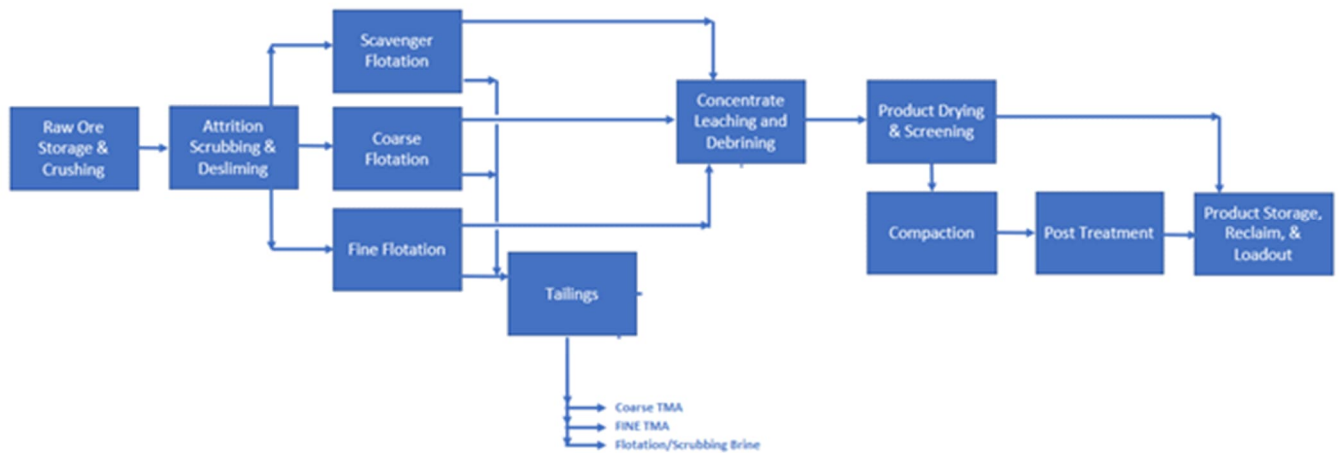 Raw Ore
Storage &
Crushing
Attrition
Scrubbing &
Desliming
Scavenger
Flotation
Coarse
Flotation
Fine Flotation
Tailings
Coarse TMA
FINE TMA
Flotation/Scrubbing Brine
Concentrate
Leaching and
Debrining
Product Drying
& Screening
Compaction
Post Treatment
Product Storage,
Reclaim, &
Loadout